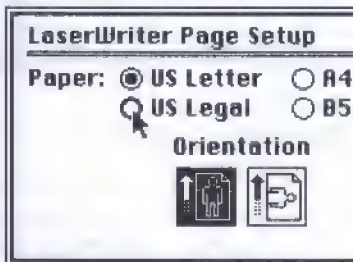 LaserWriter Page Setup
Paper: US Letter A4
US Legal B5
Orientation